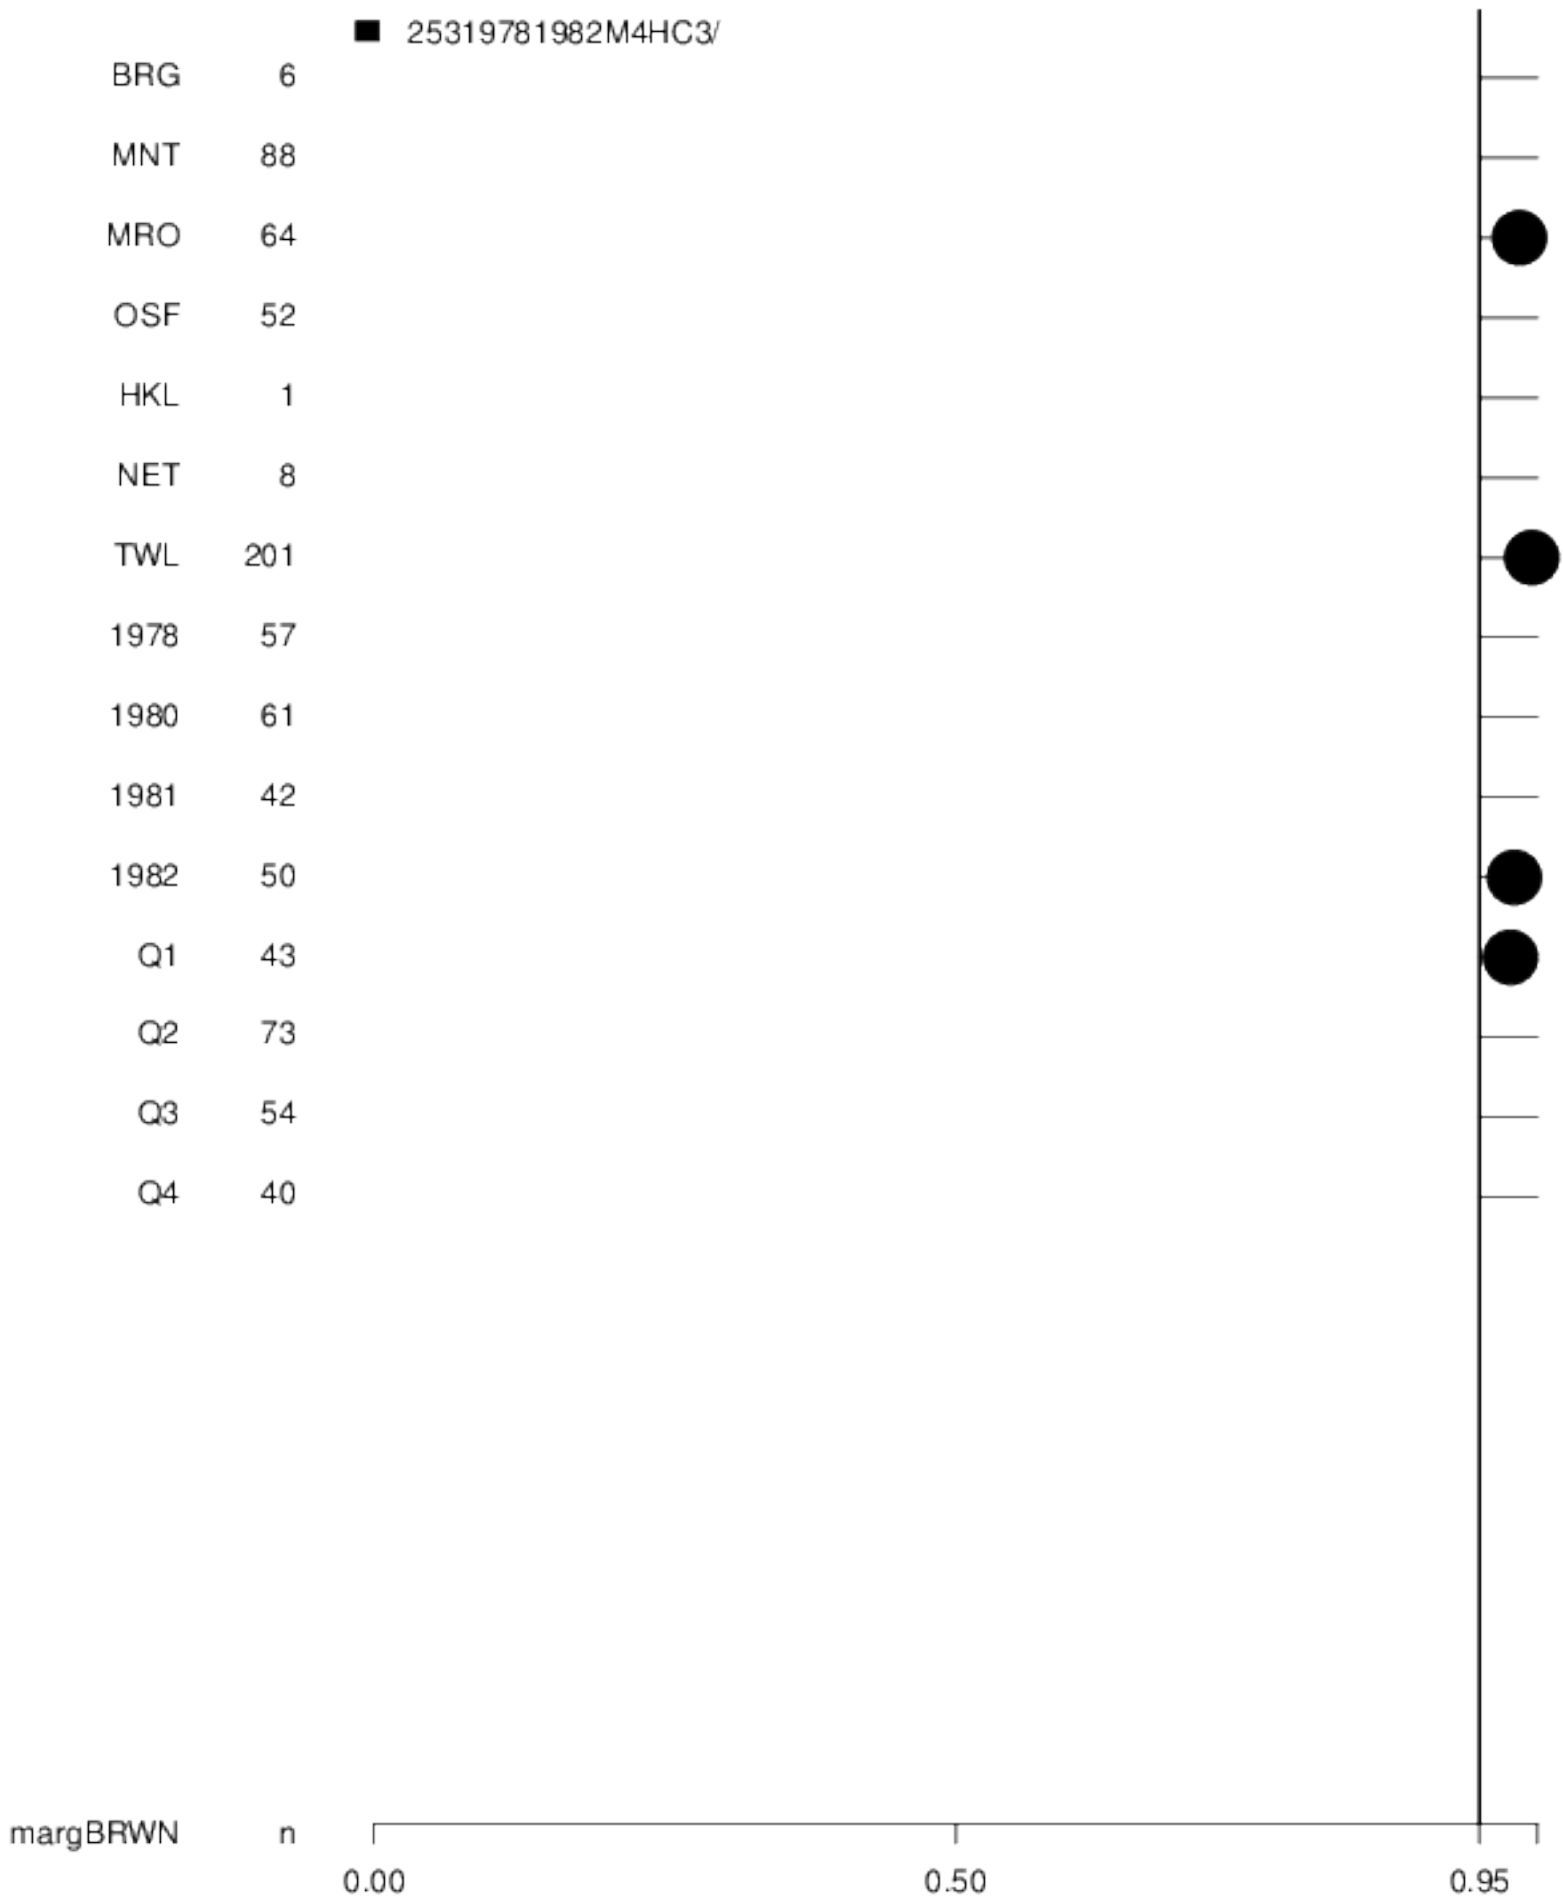 25319781982M4HC3/
BRG 6
MNT 88
MRO 64
OSF 52
HKL 1
NET 8
TWL 201
1978 57
1980 61
1981 42
1982 50
Q1 43
Q2 73
Q3 54
Q4 40
margBRWN n
0.00 0.50 0.95